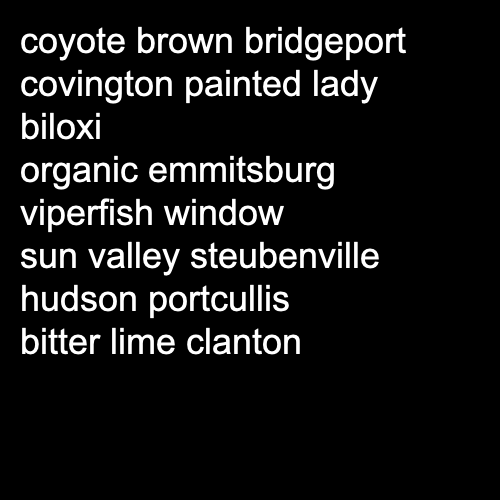 coyote brown bridgeport
covington painted lady
biloxi
organic emmitsburg
viperfish window
sun valley steubenville
hudson portcullis
bitter lime clanton